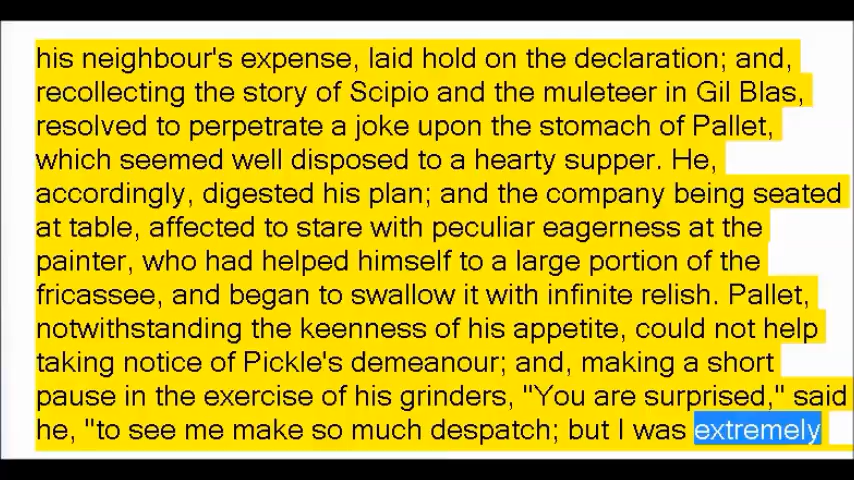 his neighbour's expense, laid hold on the declaration; and,
recollecting the story of Scipio and the muleteer in Gil Blas,
resolved to perpetrate a joke upon the stomach of Pallet,
which seemed well disposed to a hearty supper. He,
accordingly, digested his plan; and the company being seated
at table, affected to stare with peculiar eagerness at the
painter, who had helped himself to a large portion of the
fricassee, and began to swallow it with infinite relish. Pallet,
notwithstanding the keenness of his appetite, could not help
taking notice of Pickle's demeanour; and, making a short
pause in the exercise of his grinders, "You are surprised," said
he, "to see me make so much despatch; but I was extremely